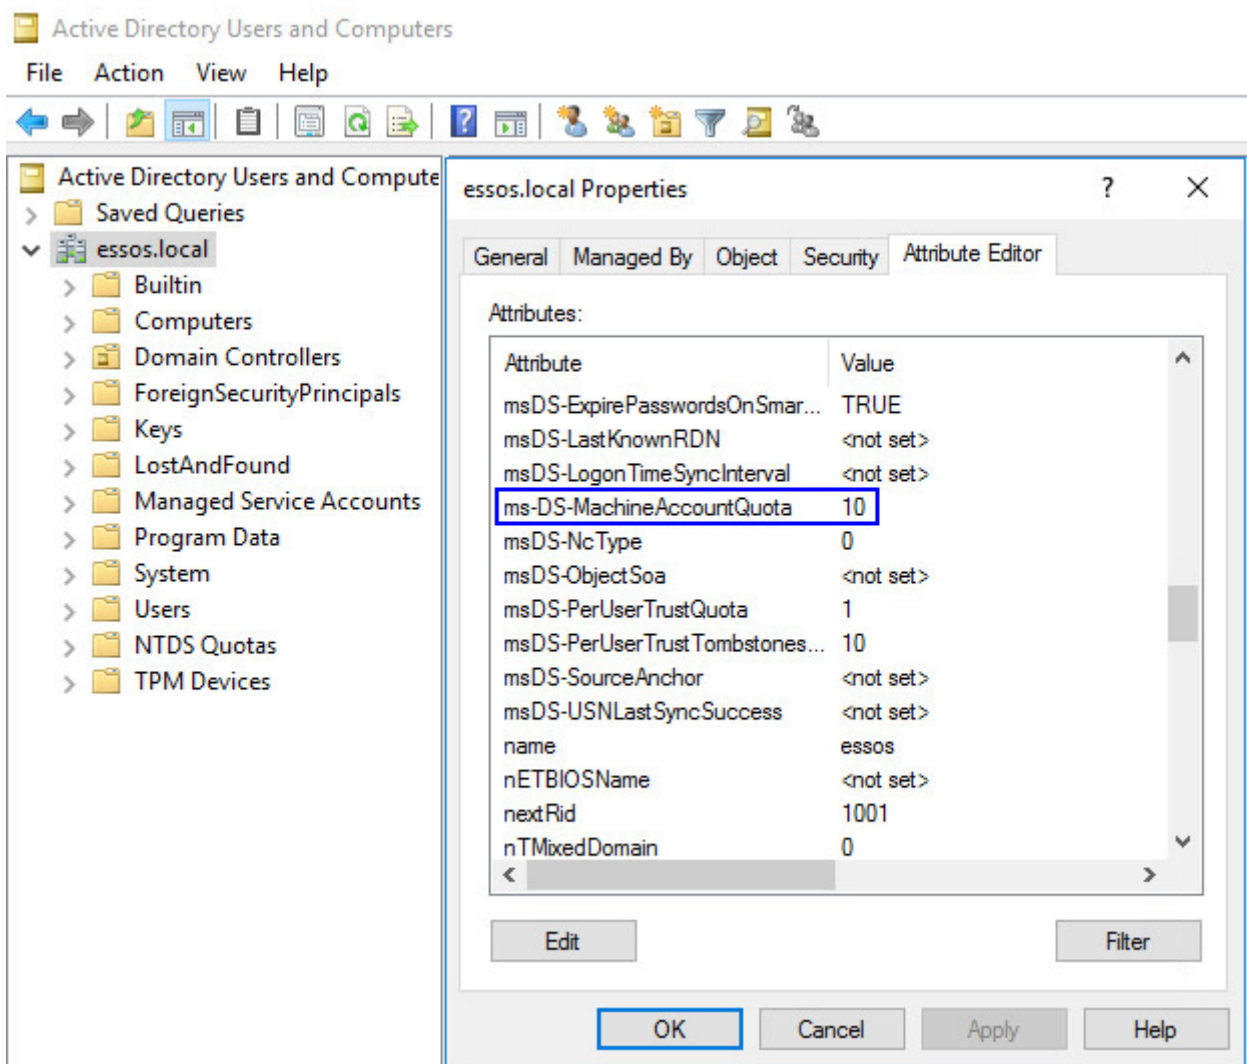 Active Directory Users and Computers
File Action View Help
Active Directory Users and Compute
Saved Queries
essos.local
Builtin
Computers
Domain Controllers
ForeignSecurityPrincipals
Keys
LostAndFound
Managed Service Accounts
Program Data
System
Users
NTDS Quotas
TPM Devices
essos.local Properties ? X
General Managed By Object Security Attribute Editor
Attributes:
Attribute Value
msDS-ExpirePasswordsOnSmar... TRUE
msDS-LastKnownRDN <not set>
msDS-LogonTimeSyncInterval <not set>
ms-DS-MachineAccountQuota 10
msDS-NcType 0
msDS-ObjectSoa <not set>
msDS-PerUserTrustQuota 1
msDS-PerUserTrustTombstones... 10
msDS-SourceAnchor <not set>
msDS-USNLastSyncSuccess <not set>
name essos
nETBIOSName <not set>
nextRid 1001
nTMixedDomain 0
Edit Filter
OK Cancel Apply Help